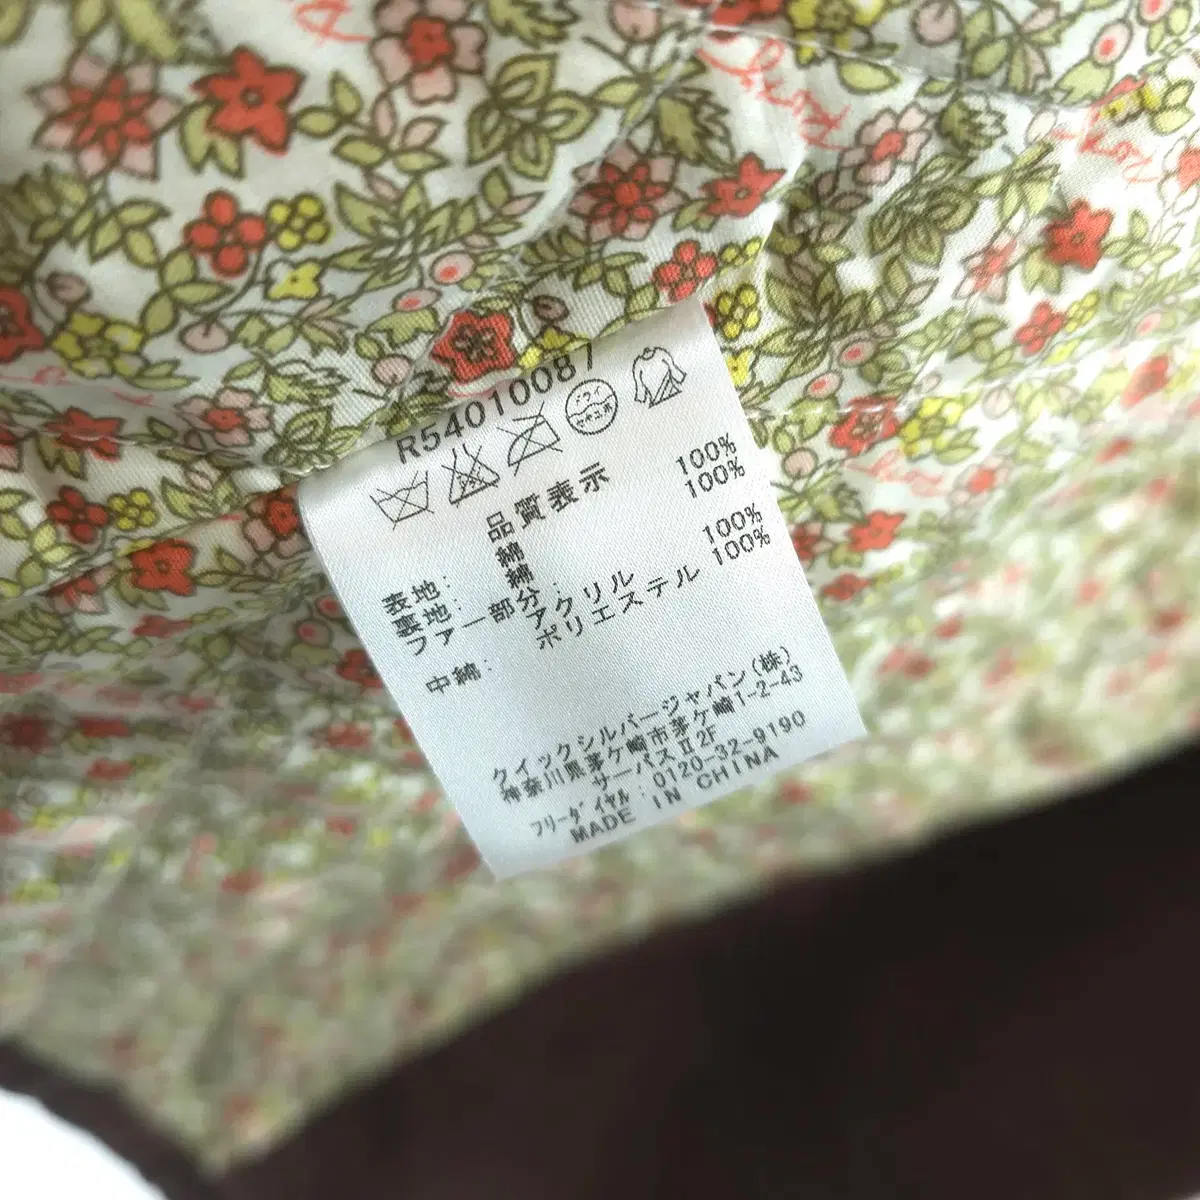 R54010087
ドライ
品質表示
表地: 綿 100%
裏地: 綿 100%
ファー部分:
アクリル 100%
中綿: ポリエステル 100%
クイックシルバージャパン(株)
神奈川県茅ケ崎市茅ケ崎1-2-43
サーパスⅡ2F
ﾌﾘｰﾀﾞｲﾔﾙ: 0120-32-9190
MADE IN CHINA
Roxy